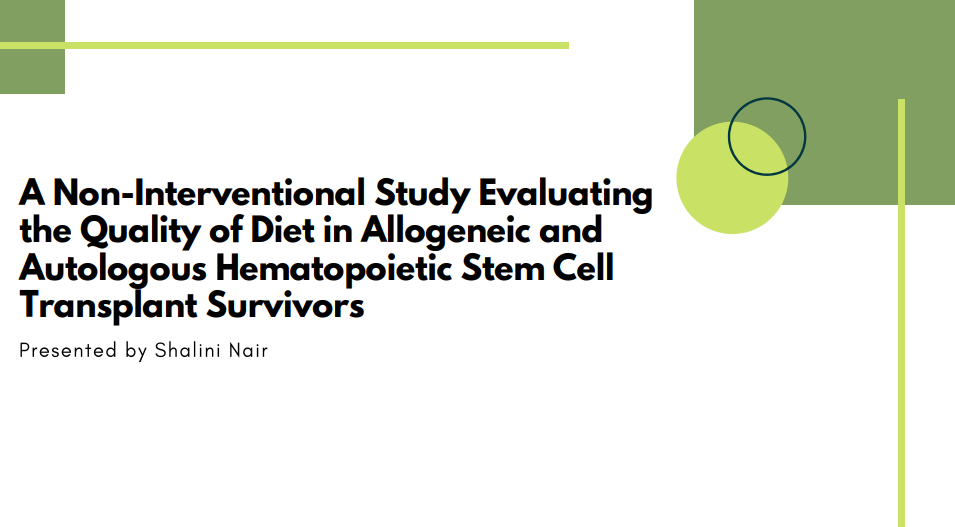 A Non-Interventional Study Evaluating
the Quality of Diet in Allogeneic and
Autologous Hematopoietic Stem Cell
Transplant Survivors
Presented by Shalini Nair